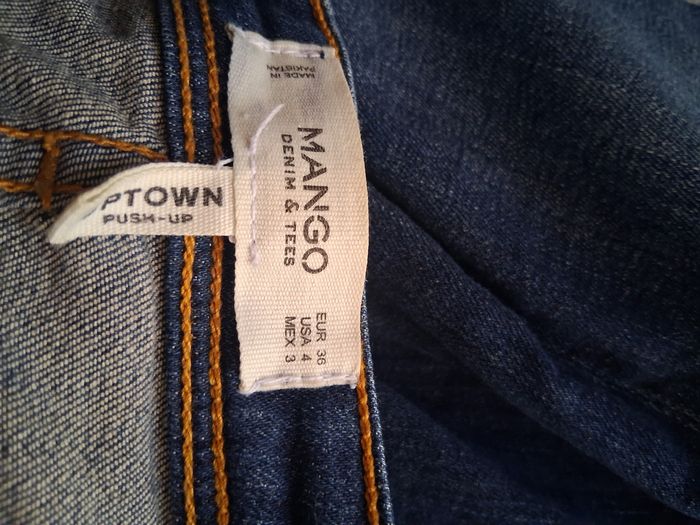 MADE IN
PAKISTAN
MANGO
DENIM & TEES
EUR 36
USA 4
MEX 3
PTOWN
PUSH-UP